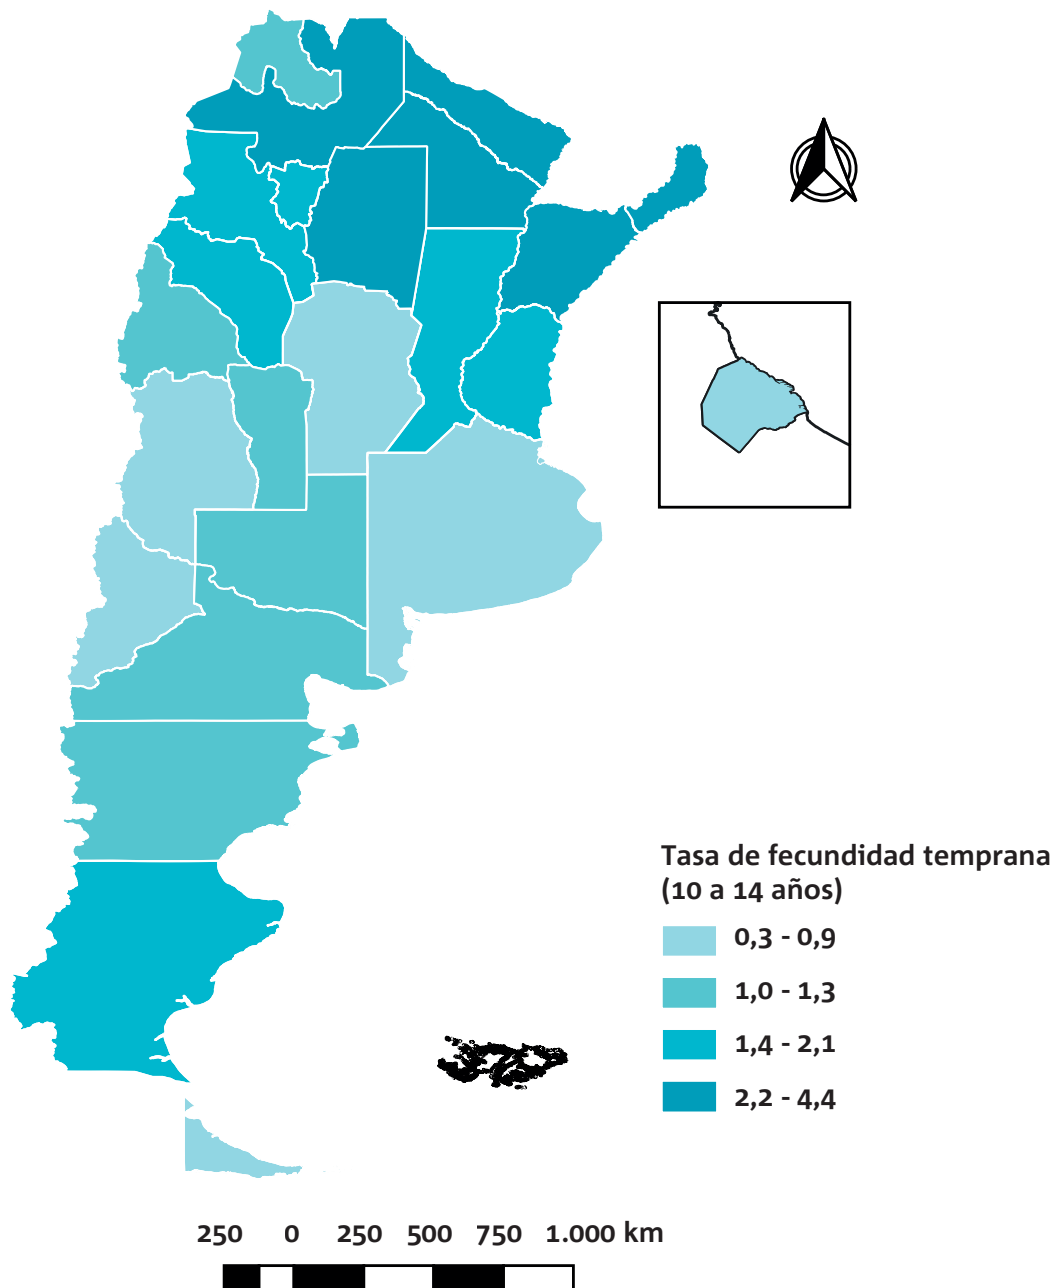 Tasa de fecundidad temprana
(10 a 14 años)
0,3 - 0,9
1,0 - 1,3
1,4 - 2,1
2,2 - 4,4
250 0 250 500 750 1.000 km